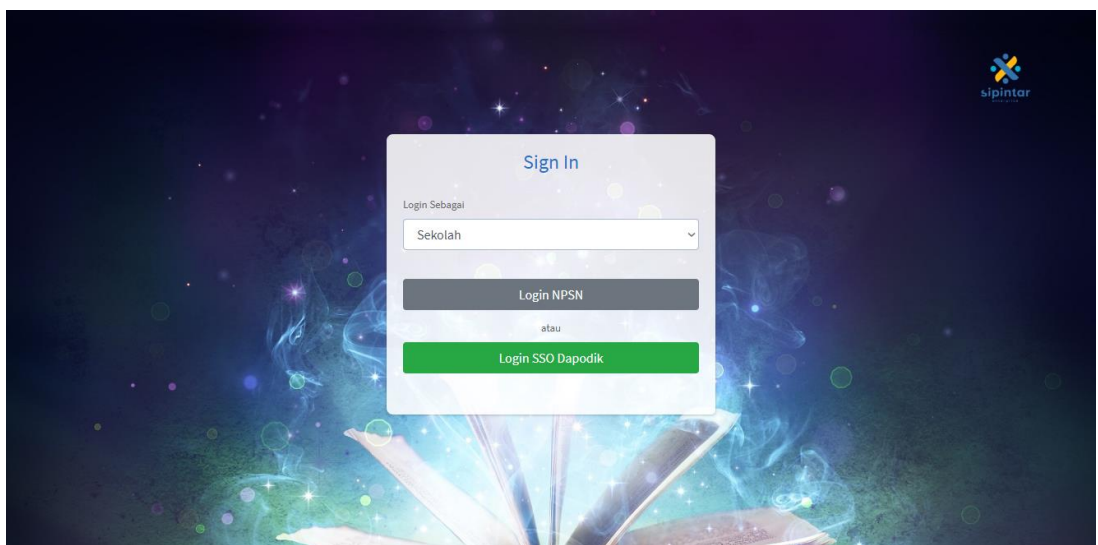 sipintar
Sign In
Login Sebagai
Sekolah
Login NPSN
atau
Login SSO Dapodik